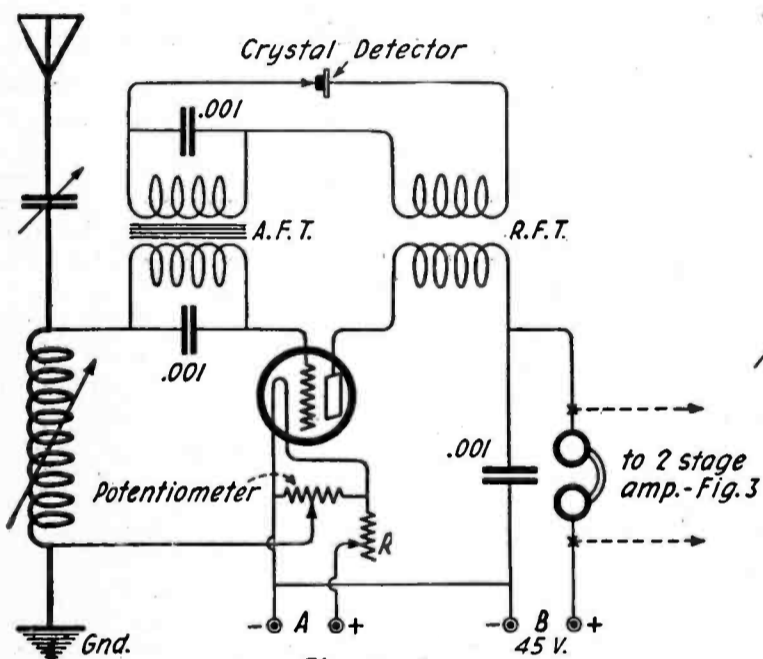 Crystal Detector
.001
A.F.T.
R.F.T.
.001
.001
to 2 stage
amp.-Fig.3
Potentiometer
R
- A +
- B +
45 V.
Gnd.